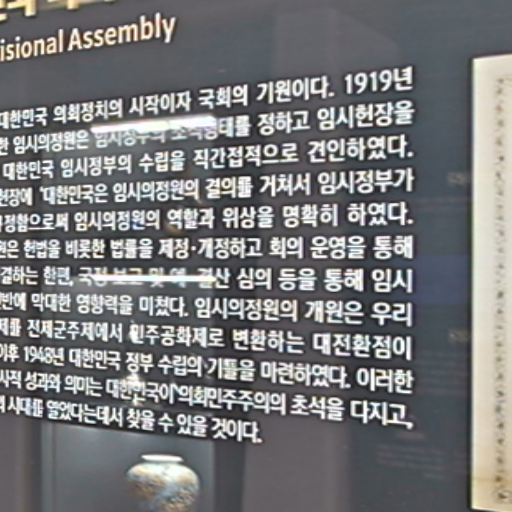 isional Assembly
대한민국 의회정치의 시작이자 국회의 기원이다. 1919년
한 임시의정원은 임시정부의 조직형태를 정하고 임시헌장을
대한민국 임시정부의 수립을 직간접적으로 견인하였다.
헌장에 '대한민국은 임시의정원의 결의를 거쳐서 임시정부가
규정함으로써 임시의정원의 역할과 위상을 명확히 하였다.
원은 헌법을 비롯한 법률을 제정·개정하고 회의 운영을 통해
결하는 한편, 국정 보고 및 예·결산 심의 등을 통해 임시
반에 막대한 영향력을 미쳤다. 임시의정원의 개원은 우리
제를 전제군주제에서 민주공화제로 변환하는 대전환점이
이후 1948년 대한민국 정부 수립의 기틀을 마련하였다. 이러한
사적 성과와 의미는 대한민국이 의회민주주의의 초석을 다지고,
시대를 열었다는데서 찾을 수 있을 것이다.